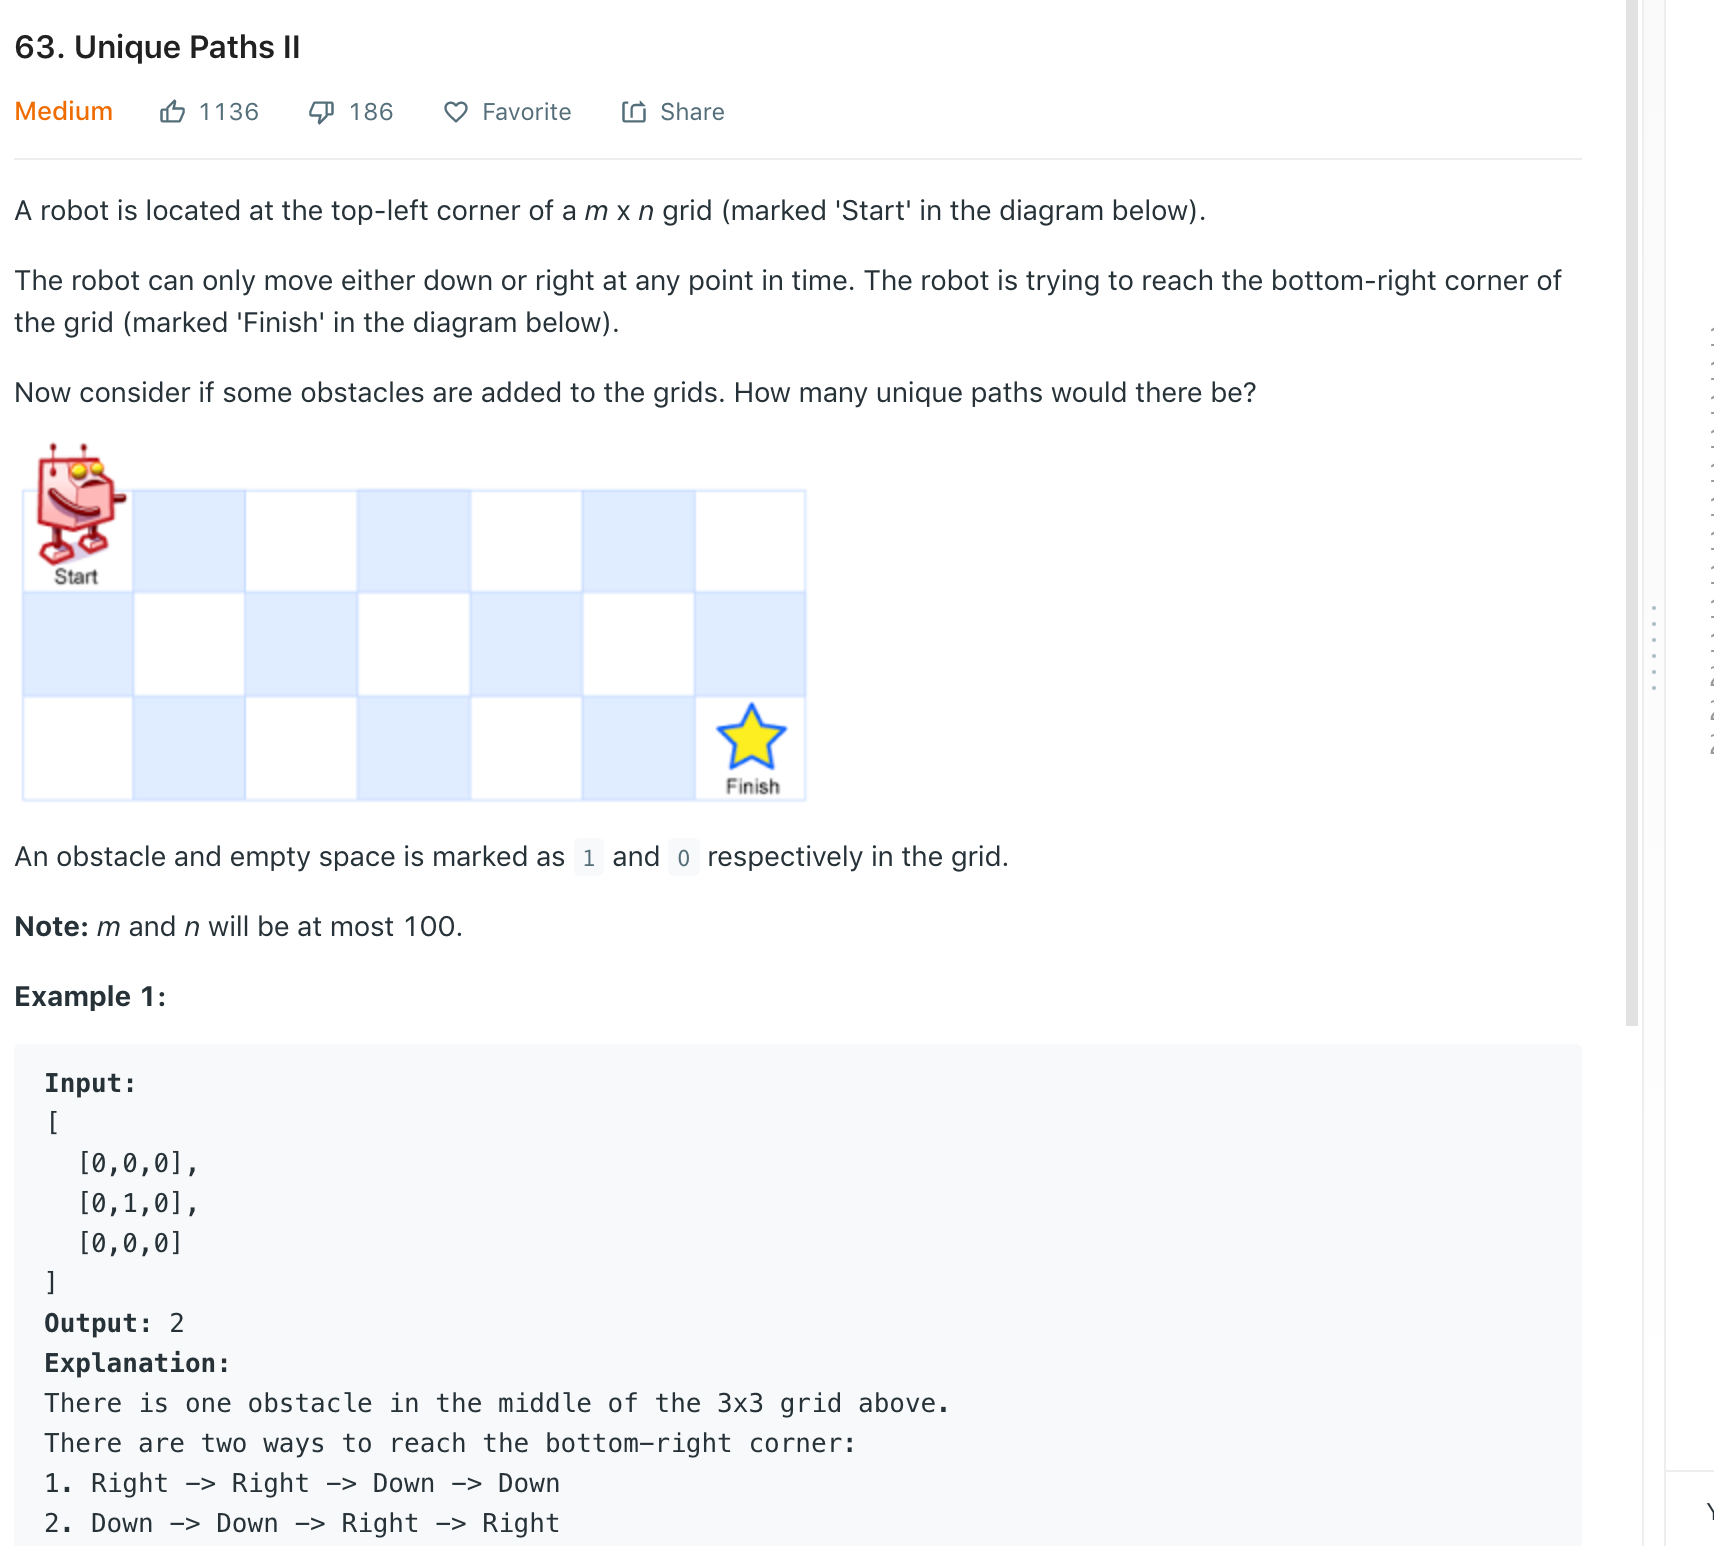 63. Unique Paths II
Medium 1136 186 Favorite Share
A robot is located at the top-left corner of a m x n grid (marked 'Start' in the diagram below).
The robot can only move either down or right at any point in time. The robot is trying to reach the bottom-right corner of
the grid (marked 'Finish' in the diagram below).
Now consider if some obstacles are added to the grids. How many unique paths would there be?
Start
Finish
An obstacle and empty space is marked as 1 and 0 respectively in the grid.
Note: m and n will be at most 100.
Example 1:
Input:
[
  [0,0,0],
  [0,1,0],
  [0,0,0]
]
Output: 2
Explanation:
There is one obstacle in the middle of the 3x3 grid above.
There are two ways to reach the bottom-right corner:
1. Right -> Right -> Down -> Down
2. Down -> Down -> Right -> Right